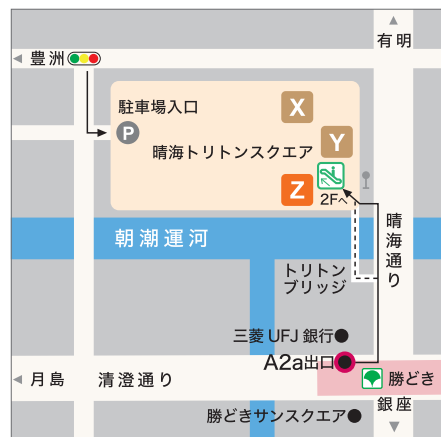 有明
豊洲
駐車場入口
P
X
Y
晴海トリトンスクエア
Z
2Fへ
朝潮運河
晴海通り
トリトン
ブリッジ
三菱UFJ銀行
A2a出口
勝どき
月島
清澄通り
銀座
勝どきサンスクエア